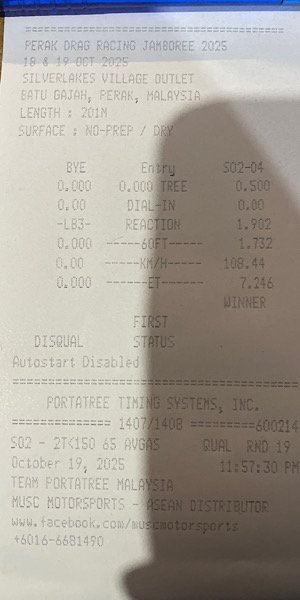 ==========================================
PERAK DRAG RACING JAMBOREE 2025
18 & 19 OCT 2025
SILVERLAKES VILLAGE OUTLET
BATU GAJAH, PERAK, MALAYSIA
LENGTH : 201M
SURFACE : NO-PREP / DRY
BYE Entry S02-04
0.000 0.000 TREE 0.500
0.00 DIAL-IN 0.00
-LB3- REACTION 1.902
0.000 -----60FT----- 1.732
0.00 -----KM/H----- 108.44
0.000 ------ET------ 7.246
WINNER
FIRST
DISQUAL STATUS
Autostart Disabled
==========================================
PORTATREE TIMING SYSTEMS, INC.
============== 1407/1408 =========600214
S02 - 2TK150 65 AVGAS QUAL RND 19
October 19, 2025 11:57:30 PM
TEAM PORTATREE MALAYSIA
MUSC MOTORSPORTS - ASEAN DISTRIBUTOR
www.facebook.com/muscmotorsports
+6016-6681490